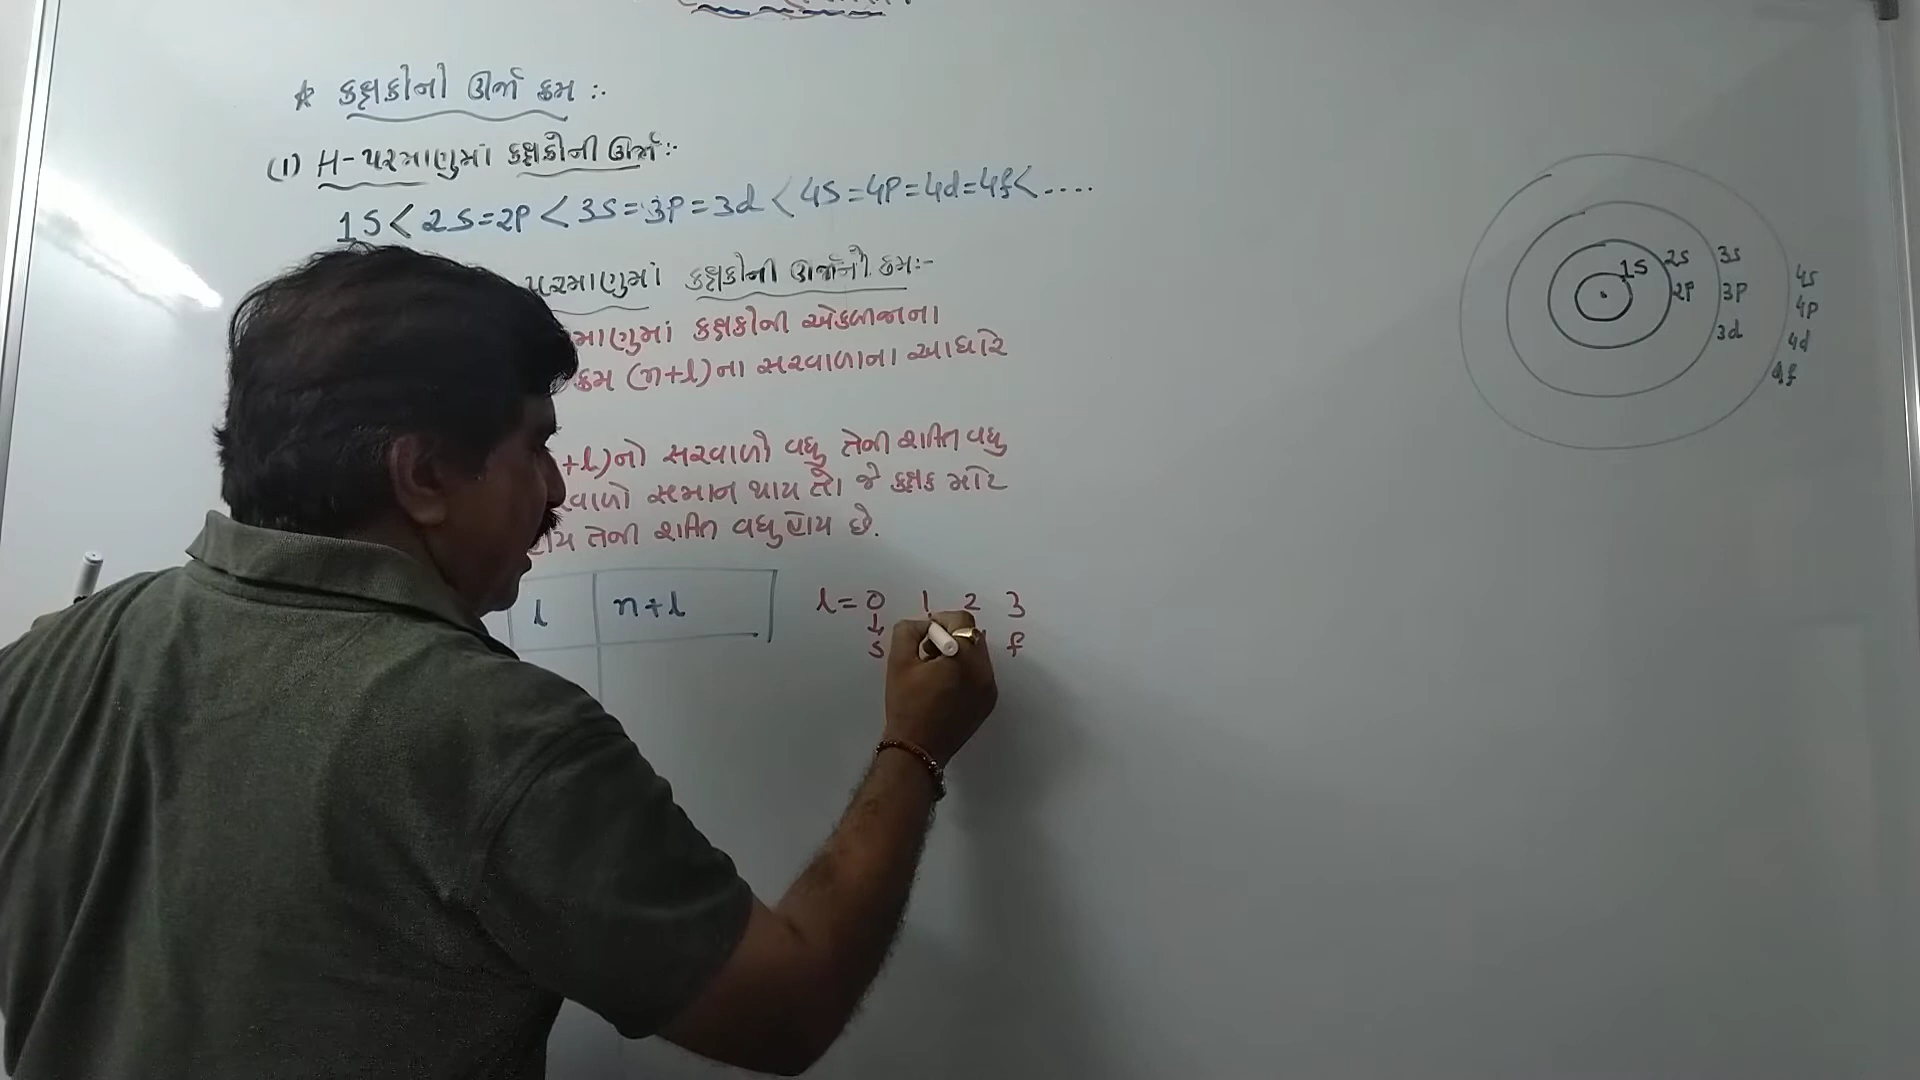 ☆ કક્ષકોનો ઊર્જા ક્રમ :-
(1) H-પરમાણુમાં કક્ષકોની ઊર્જા:-
1S < 2S=2P < 3S=3P=3d < 4S=4P=4d=4f< ....
પરમાણુમાં કક્ષકોની ઊર્જાનો ક્રમ:-
માણુમાં કક્ષકોની એકબીજાના
ક્રમ (n+l)ના સરવાળાના આધારે
+l)નો સરવાળો વધુ તેની શક્તિ વધુ
રવાળો સમાન થાય તો જે કક્ષક માટે
હોય તેની શક્તિ વધુ હોય છે.
l n+l
l= 0 1 2 3
↓
s f
1S 2S 3S 4S
2P 3P 4P
3d 4d
4f